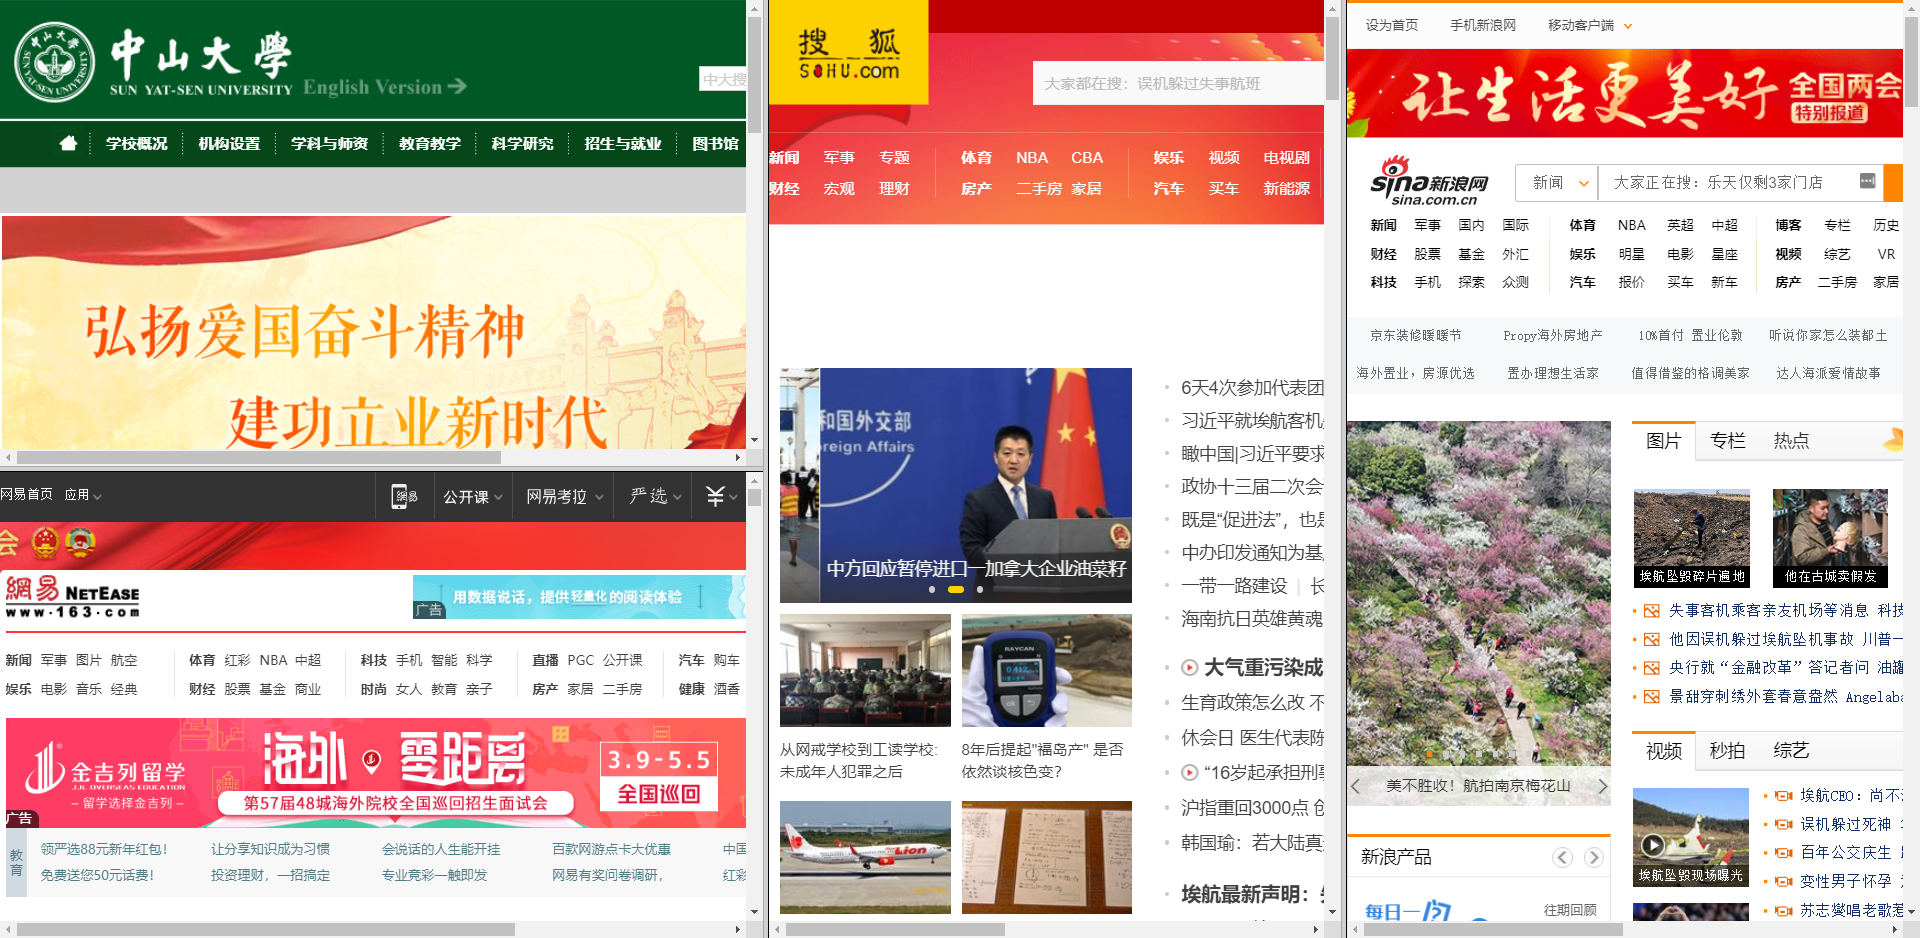 中山大學
SUN YAT-SEN UNIVERSITY
English Version
中大搜
学校概况 机构设置 学科与师资 教育教学 科学研究 招生与就业 图书馆
弘扬爱国奋斗精神
建功立业新时代
网易首页 应用
網易 公开课 网易考拉 严选 ¥
会
網易 NETEASE
www.163.com
用数据说话，提供轻量化的阅读体验
广告
新闻 军事 图片 航空 体育 红彩 NBA 中超 科技 手机 智能 科学 直播 PGC 公开课 汽车 购车
娱乐 电影 音乐 经典 财经 股票 基金 商业 时尚 女人 教育 亲子 房产 家居 二手房 健康 酒香
金吉列留学
JJL OVERSEAS EDUCATION
－留学选择金吉列－
海外 零距离
第57届48城海外院校全国巡回招生面试会
3.9-5.5
全国巡回
广告
教育
领严选88元新年红包！ 让分享知识成为习惯 会说话的人生能开挂 百款网游点卡大优惠 中国
免费送您50元话费！ 投资理财，一招搞定 专业竞彩一触即发 网易有奖问卷调研， 红彩
搜狐
SOHU.com
大家都在搜：误机躲过失事航班
新闻 军事 专题 体育 NBA CBA 娱乐 视频 电视剧
财经 宏观 理财 房产 二手房 家居 汽车 买车 新能源
和国外交部
oreign Affairs
中方回应暂停进口一加拿大企业油菜籽
RAYCAN
从网戒学校到工读学校：
未成年人犯罪之后
8年后提起"福岛产" 是否
依然谈核色变？
Lion
6天4次参加代表团
习近平就埃航客机
瞰中国|习近平要求
政协十三届二次会
既是“促进法”，也是
中办印发通知为基
一带一路建设 | 长
海南抗日英雄黄魂
大气重污染成
生育政策怎么改 不
休会日 医生代表陈
“16岁起承担刑事
沪指重回3000点 创
韩国瑜：若大陆真
埃航最新声明：
设为首页 手机新浪网 移动客户端
让生活更美好 全国两会
特别报道
sina新浪网
sina.com.cn
新闻 大家正在搜：乐天仅剩3家门店
新闻 军事 国内 国际 体育 NBA 英超 中超 博客 专栏 历史
财经 股票 基金 外汇 娱乐 明星 电影 星座 视频 综艺 VR
科技 手机 探索 众测 汽车 报价 买车 新车 房产 二手房 家居
京东装修暖暖节 Propy海外房地产 10%首付 置业伦敦 听说你家怎么装都土
海外置业，房源优选 置办理想生活家 值得借鉴的格调美家 达人海派爱情故事
美不胜收！航拍南京梅花山
新浪产品
每日一
往期回顾
图片 专栏 热点
埃航坠毁碎片遍地
他在古城卖假发
失事客机乘客亲友机场等消息 科技
他因误机躲过埃航坠机事故 川普一
央行就“金融改革”答记者问 油罐
景甜穿刺绣外套春意盎然 Angelaba
视频 秒拍 综艺
埃航坠毁现场曝光
埃航CEO：尚不
误机躲过死神
百年公交庆生
变性男子怀孕
苏志燮唱老歌惹